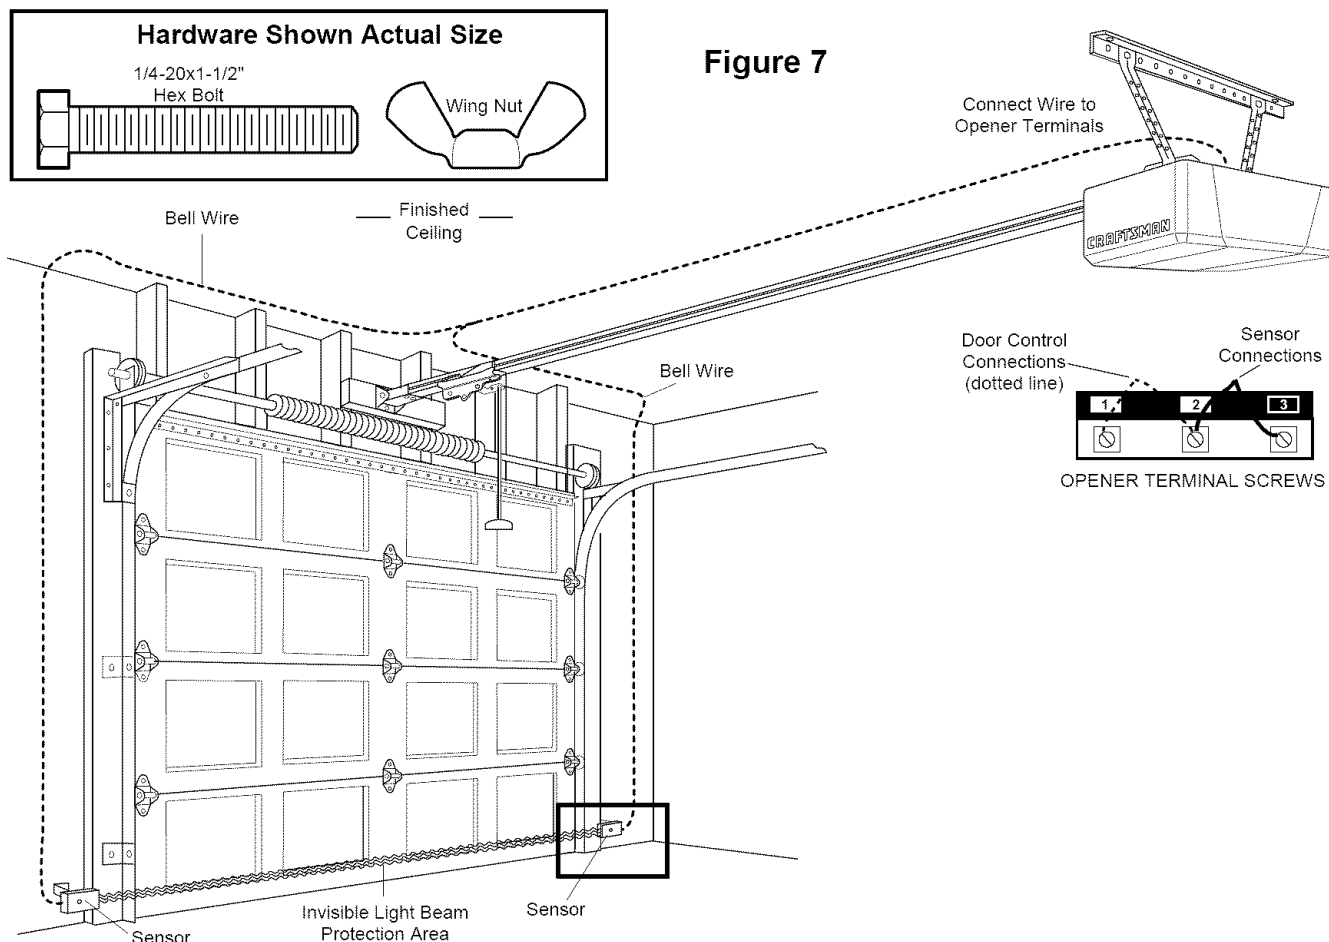 Hardware Shown Actual Size
1/4-20x1-1/2"
Hex Bolt
Wing Nut
Figure 7
Connect Wire to
Opener Terminals
Bell Wire
Finished
Ceiling
CRAFTSMAN
Door Control
Connections
(dotted line)
Sensor
Connections
Bell Wire
1 2 3
OPENER TERMINAL SCREWS
Invisible Light Beam
Protection Area
Sensor
Sensor